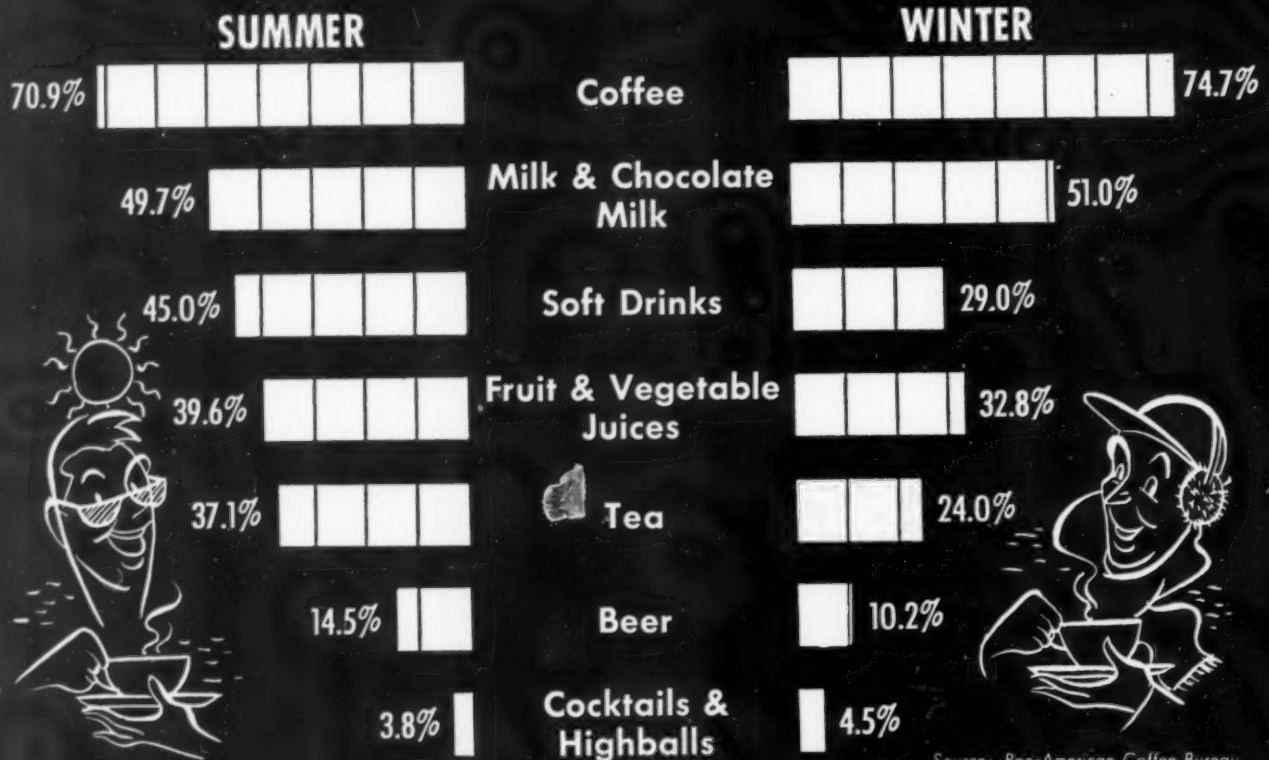 SUMMER WINTER
70.9% Coffee 74.7%
49.7% Milk & Chocolate Milk 51.0%
45.0% Soft Drinks 29.0%
39.6% Fruit & Vegetable Juices 32.8%
37.1% Tea 24.0%
14.5% Beer 10.2%
3.8% Cocktails & Highballs 4.5%
Source: Pan-American Coffee Bureau